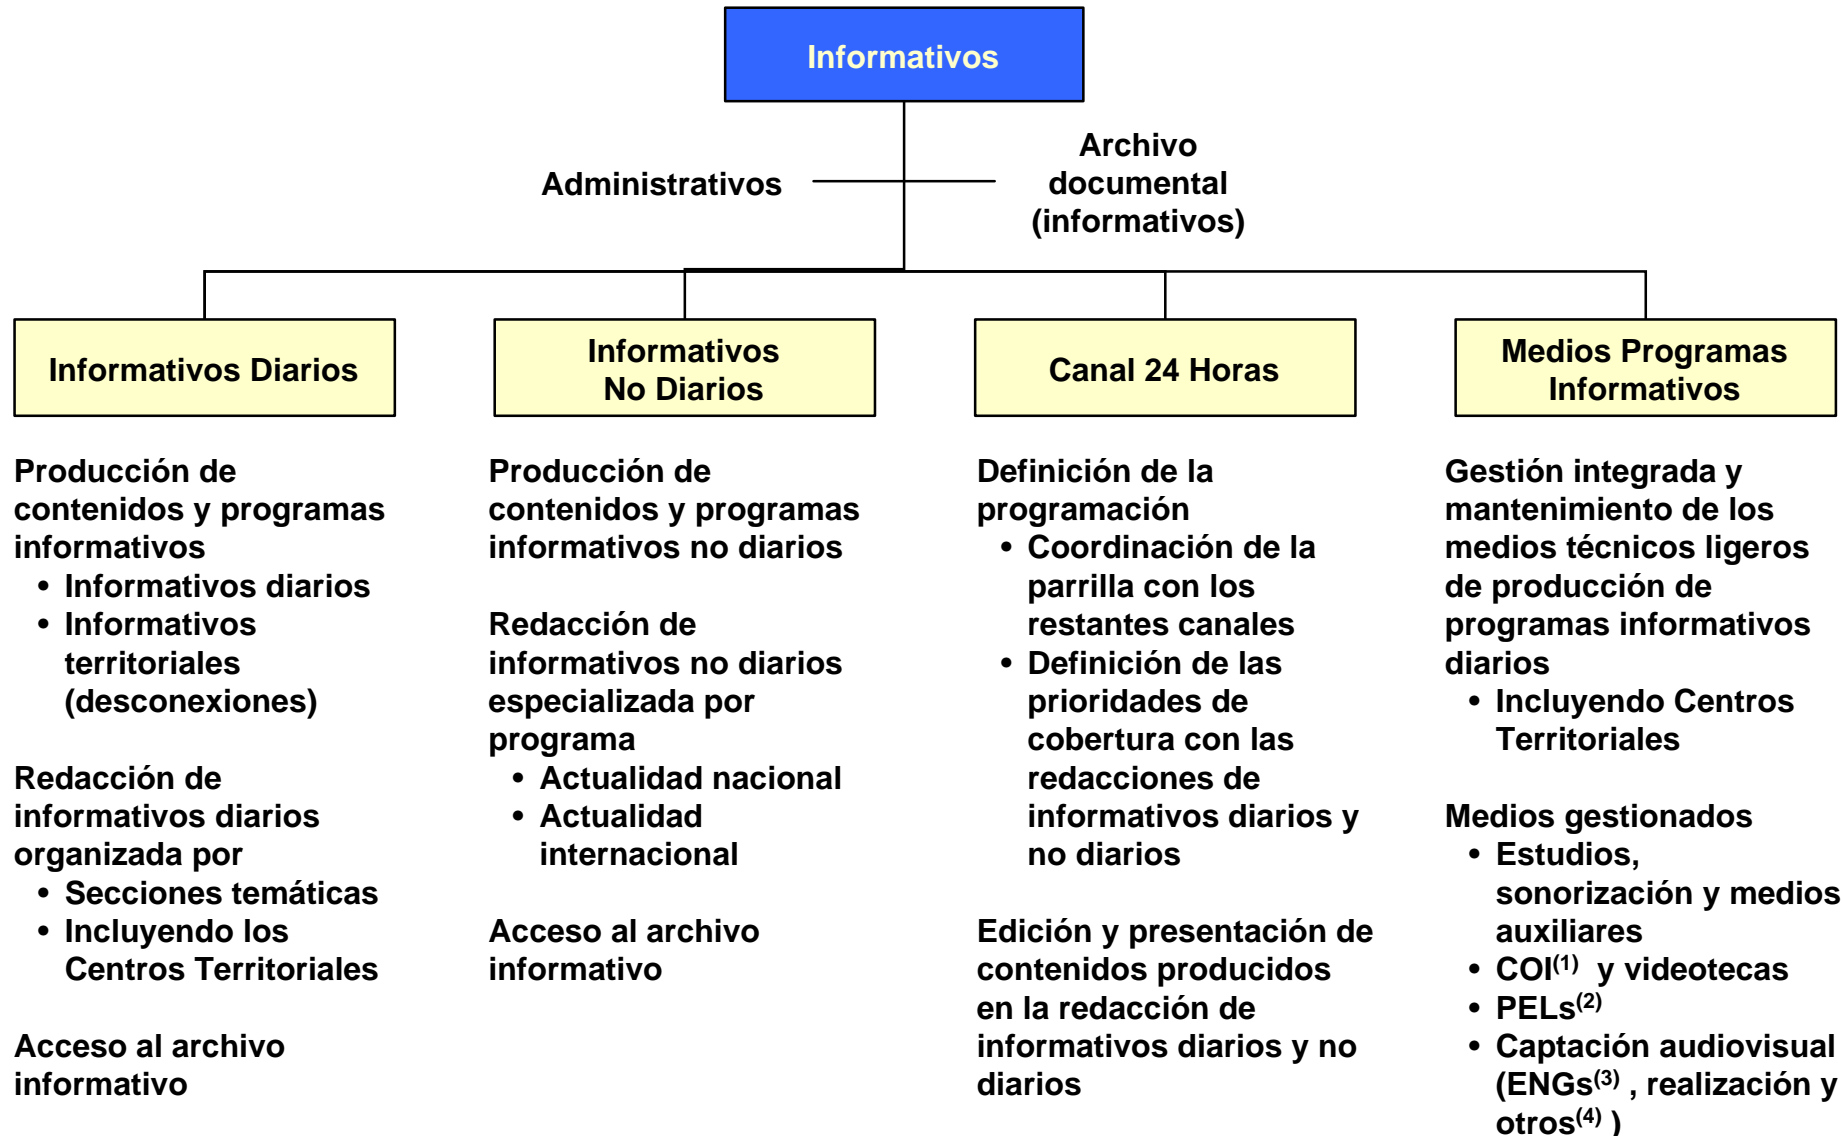 Informativos
Administrativos
Archivo
documental
(informativos)
Informativos Diarios
Informativos
No Diarios
Canal 24 Horas
Medios Programas
Informativos
Producción de
contenidos y programas
informativos
• Informativos diarios
• Informativos
territoriales
(desconexiones)
Redacción de
informativos diarios
organizada por
• Secciones temáticas
• Incluyendo los
Centros Territoriales
Acceso al archivo
informativo
Producción de
contenidos y programas
informativos no diarios
Redacción de
informativos no diarios
especializada por
programa
• Actualidad nacional
• Actualidad
internacional
Acceso al archivo
informativo
Definición de la
programación
• Coordinación de la
parrilla con los
restantes canales
• Definición de las
prioridades de
cobertura con las
redacciones de
informativos diarios y
no diarios
Edición y presentación de
contenidos producidos
en la redacción de
informativos diarios y no
diarios
Gestión integrada y
mantenimiento de los
medios técnicos ligeros
de producción de
programas informativos
diarios
• Incluyendo Centros
Territoriales
Medios gestionados
• Estudios,
sonorización y medios
auxiliares
• COI(1) y videotecas
• PELs(2)
• Captación audiovisual
(ENGs(3) , realización y
otros(4) )